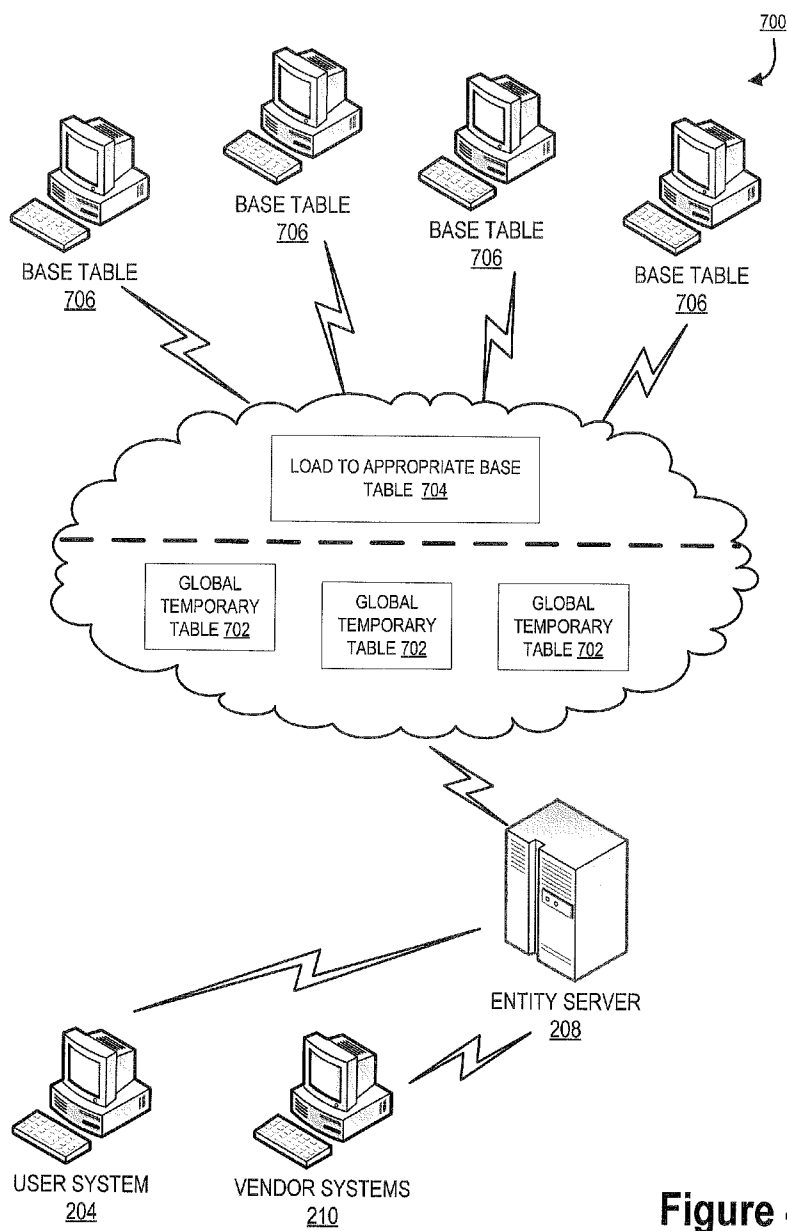 700
BASE TABLE
706
BASE TABLE
706
BASE TABLE
706
BASE TABLE
706
LOAD TO APPROPRIATE BASE
TABLE 704
GLOBAL
TEMPORARY
TABLE 702
GLOBAL
TEMPORARY
TABLE 702
GLOBAL
TEMPORARY
TABLE 702
ENTITY SERVER
208
USER SYSTEM
204
VENDOR SYSTEMS
210
Figure